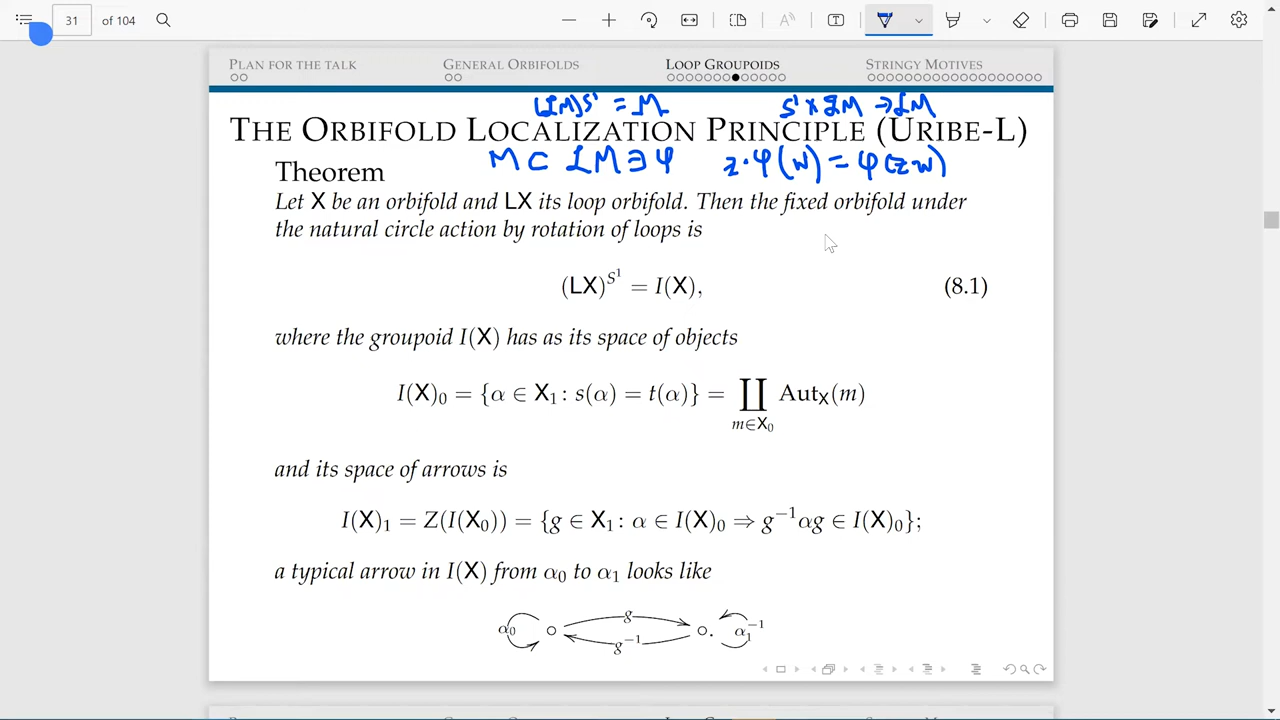 31 of 104
PLAN FOR THE TALK GENERAL ORBIFOLDS LOOP GROUPOIDS STRINGY MOTIVES
(LM)^{S^1} = M S^1 × LM → LM
THE ORBIFOLD LOCALIZATION PRINCIPLE (URIBE-L)
M ⊂ LM ∋ φ z·φ(w) = φ(zw)
Theorem
Let X be an orbifold and LX its loop orbifold. Then the fixed orbifold under
the natural circle action by rotation of loops is
(LX)^{S^1} = I(X), (8.1)
where the groupoid I(X) has as its space of objects
I(X)_0 = {α ∈ X_1 : s(α) = t(α)} = ∐_{m∈X_0} Aut_X(m)
and its space of arrows is
I(X)_1 = Z(I(X_0)) = {g ∈ X_1 : α ∈ I(X)_0 ⇒ g^{-1}αg ∈ I(X)_0};
a typical arrow in I(X) from α_0 to α_1 looks like
α_0 ∘ g ∘. α_1^{-1}
g^{-1}